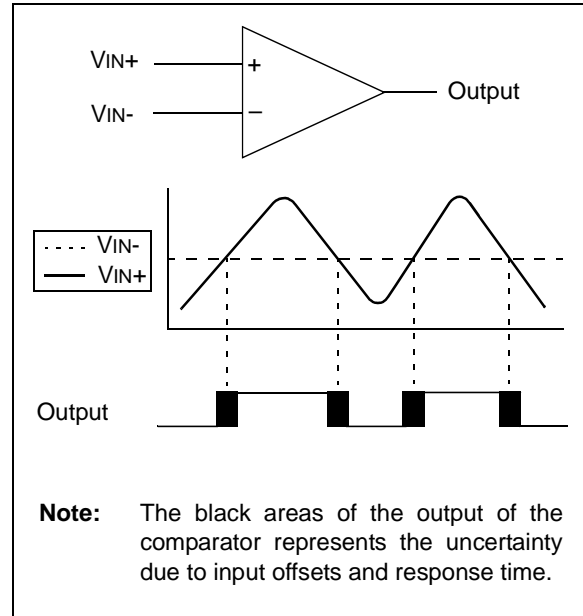 VIN+
+
Output
VIN-
–
VIN-
VIN+
Output
Note: The black areas of the output of the
comparator represents the uncertainty
due to input offsets and response time.